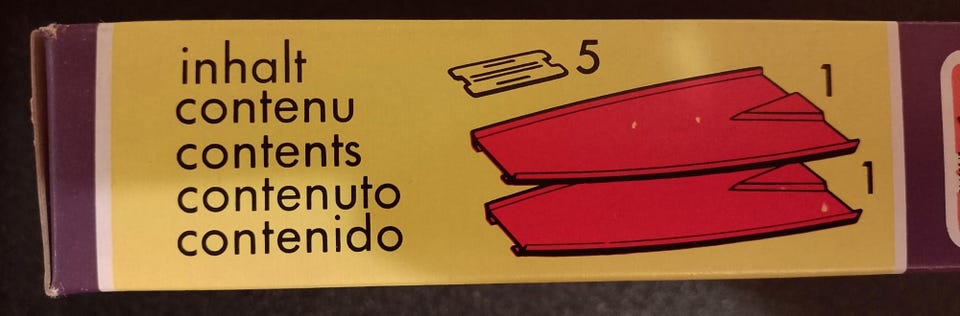 inhalt
contenu
contents
contenuto
contenido
5
1
1